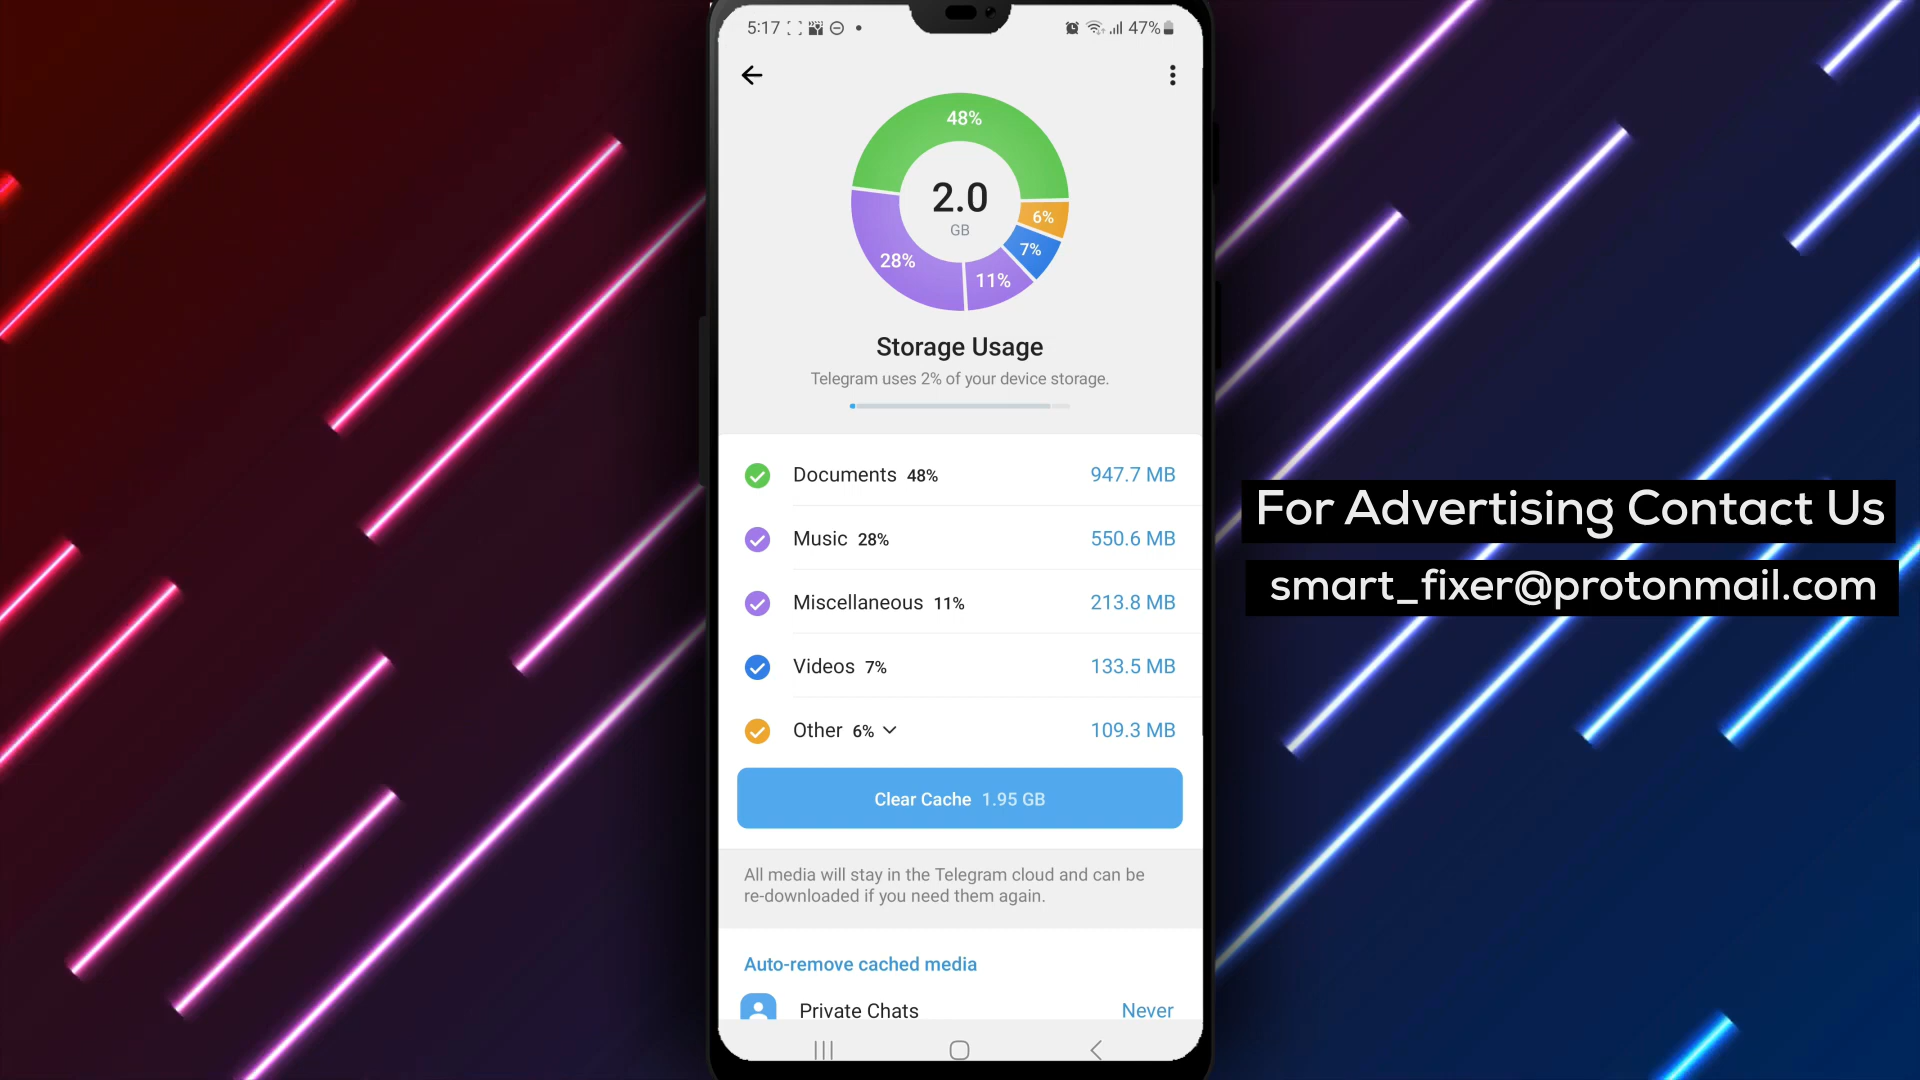 5:17
47%
48%
2.0
GB
6%
7%
28%
11%
Storage Usage
Telegram uses 2% of your device storage.
Documents 48% 947.7 MB
Music 28% 550.6 MB
Miscellaneous 11% 213.8 MB
Videos 7% 133.5 MB
Other 6% 109.3 MB
Clear Cache 1.95 GB
All media will stay in the Telegram cloud and can be
re-downloaded if you need them again.
Auto-remove cached media
Private Chats Never
For Advertising Contact Us
smart_fixer@protonmail.com